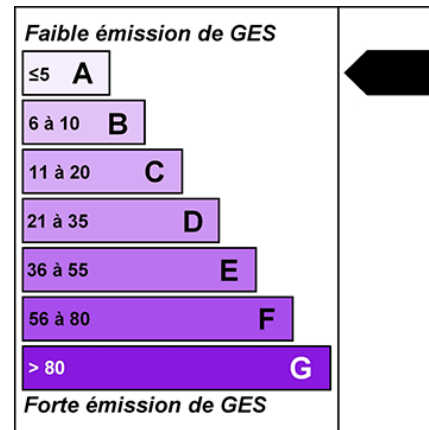 Faible émission de GES
≤5 A
6 à 10 B
11 à 20 C
21 à 35 D
36 à 55 E
56 à 80 F
> 80 G
Forte émission de GES